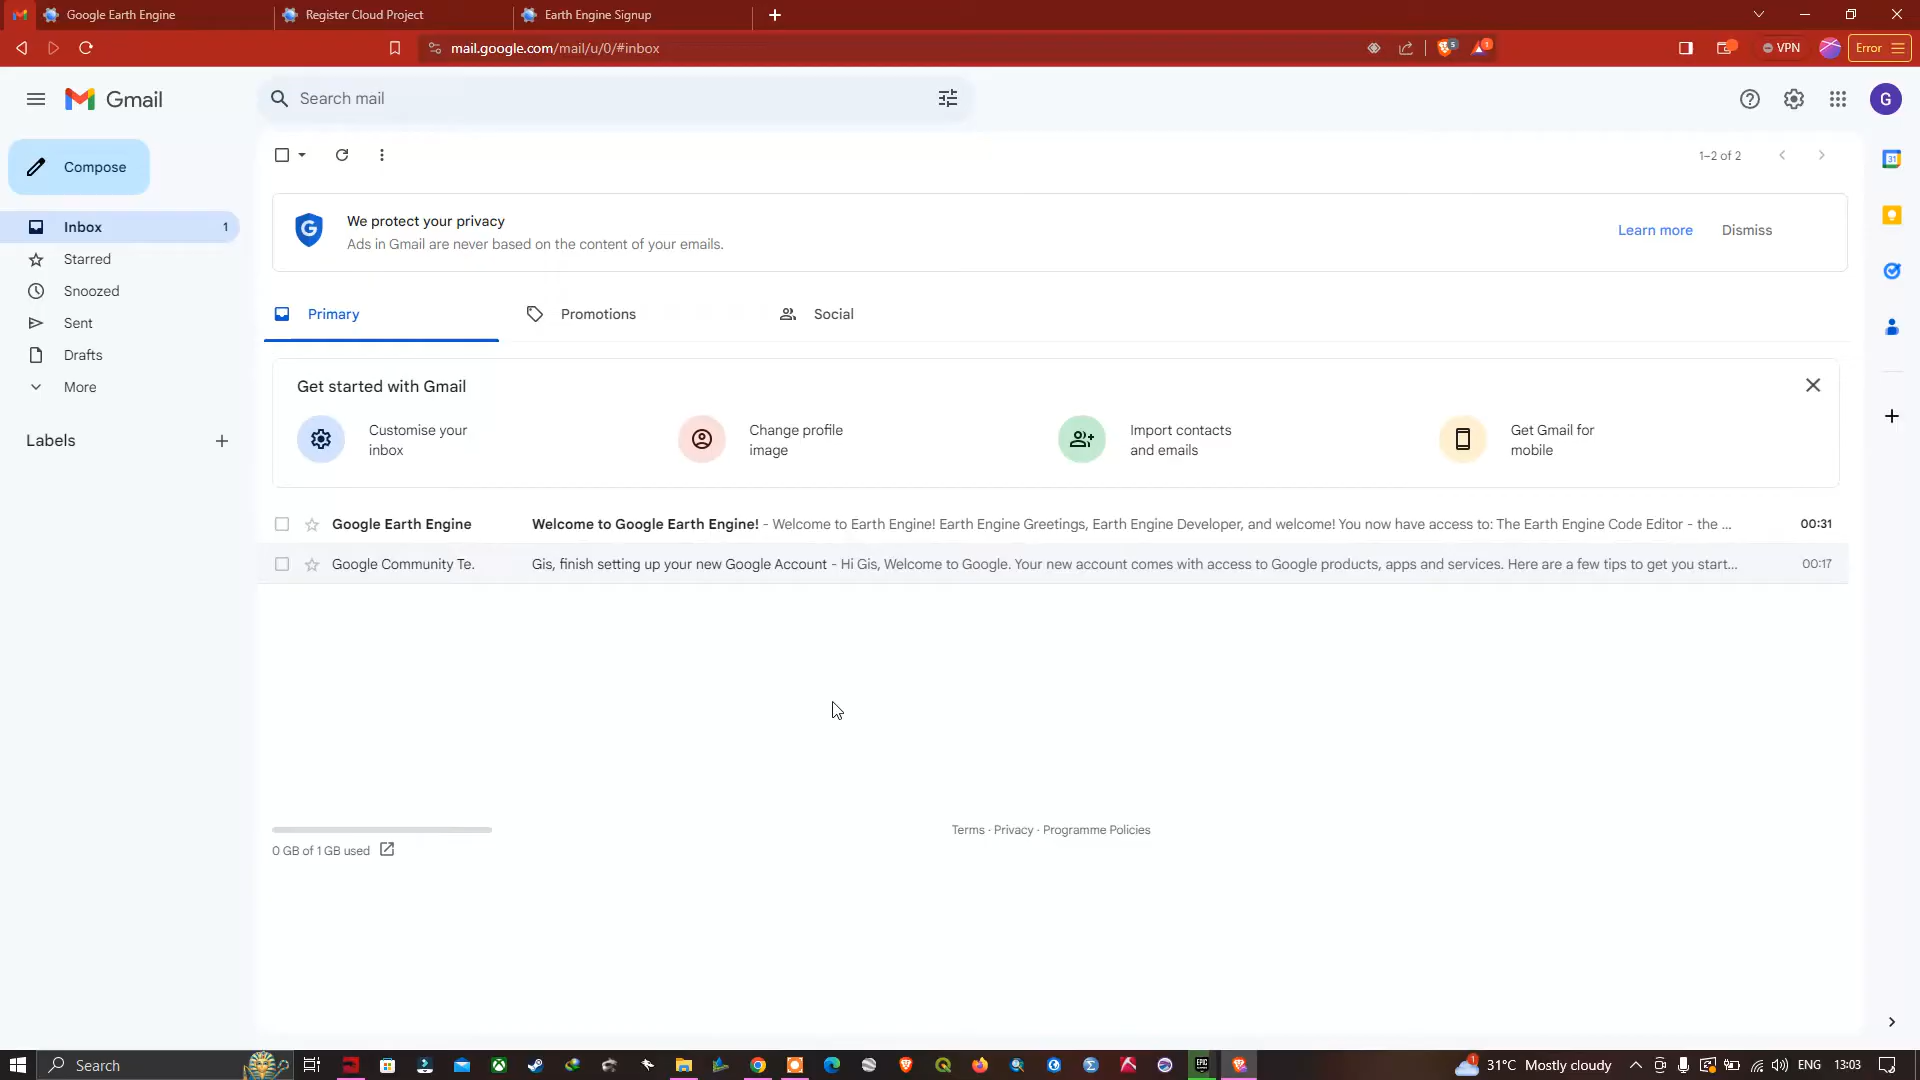 Google Earth Engine
Register Cloud Project
Earth Engine Signup
mail.google.com/mail/u/0/#inbox
5
1
VPN
Error
Gmail
Search mail
G
Compose
1–2 of 2
31
G
We protect your privacy
Ads in Gmail are never based on the content of your emails.
Learn more
Dismiss
Inbox
1
Starred
Snoozed
Sent
Drafts
More
Labels
Primary
Promotions
Social
Get started with Gmail
Customise your
inbox
Change profile
image
Import contacts
and emails
Get Gmail for
mobile
Google Earth Engine Welcome to Google Earth Engine! - Welcome to Earth Engine! Earth Engine Greetings, Earth Engine Developer, and welcome! You now have access to: The Earth Engine Code Editor - the ... 00:31
Google Community Te. Gis, finish setting up your new Google Account - Hi Gis, Welcome to Google. Your new account comes with access to Google products, apps and services. Here are a few tips to get you start... 00:17
Terms · Privacy · Programme Policies
0 GB of 1 GB used
Search
EPIC
1
31°C Mostly cloudy
ENG
13:03